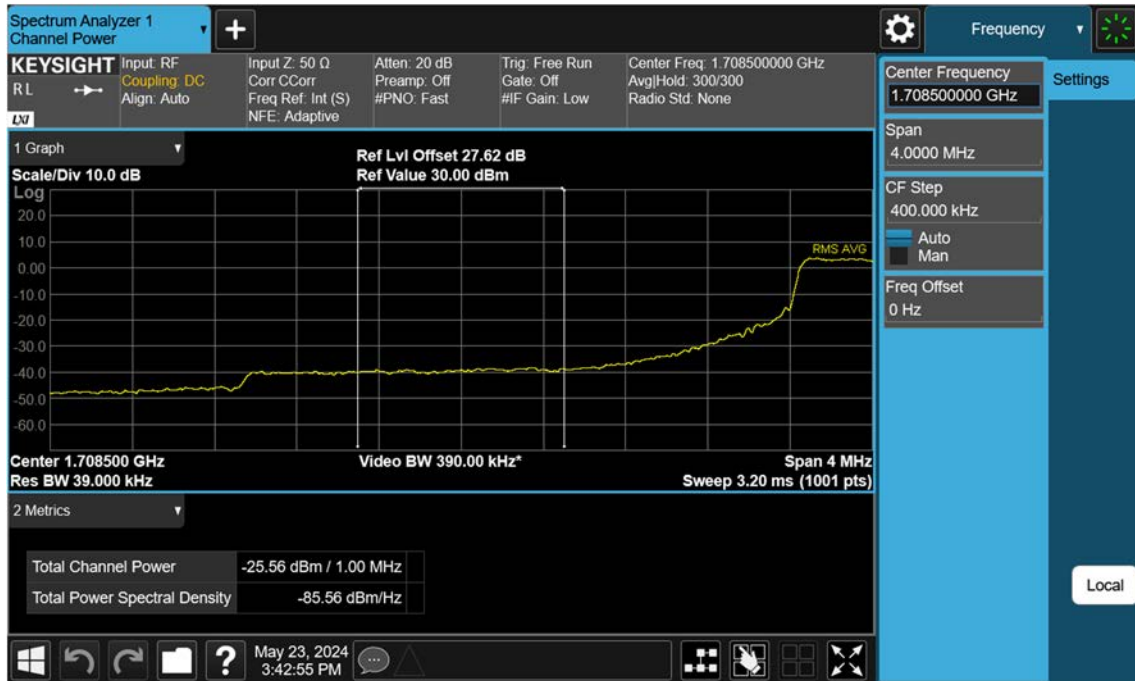 Spectrum Analyzer 1
Channel Power
Frequency
KEYSIGHT
R L
LXI
Input: RF
Coupling: DC
Align: Auto
Input Z: 50 Ω
Corr CCorr
Freq Ref: Int (S)
NFE: Adaptive
Atten: 20 dB
Preamp: Off
#PNO: Fast
Trig: Free Run
Gate: Off
#IF Gain: Low
Center Freq: 1.708500000 GHz
Avg|Hold: 300/300
Radio Std: None
Center Frequency
1.708500000 GHz
Settings
Span
4.0000 MHz
CF Step
400.000 kHz
Auto
Man
Freq Offset
0 Hz
1 Graph
Scale/Div 10.0 dB
Ref Lvl Offset 27.62 dB
Ref Value 30.00 dBm
Log
20.0
10.0
0.00
-10.0
-20.0
-30.0
-40.0
-50.0
-60.0
RMS AVG
Center 1.708500 GHz
Video BW 390.00 kHz*
Span 4 MHz
Res BW 39.000 kHz
Sweep 3.20 ms (1001 pts)
2 Metrics
Total Channel Power -25.56 dBm / 1.00 MHz
Total Power Spectral Density -85.56 dBm/Hz
Local
?
May 23, 2024
3:42:55 PM